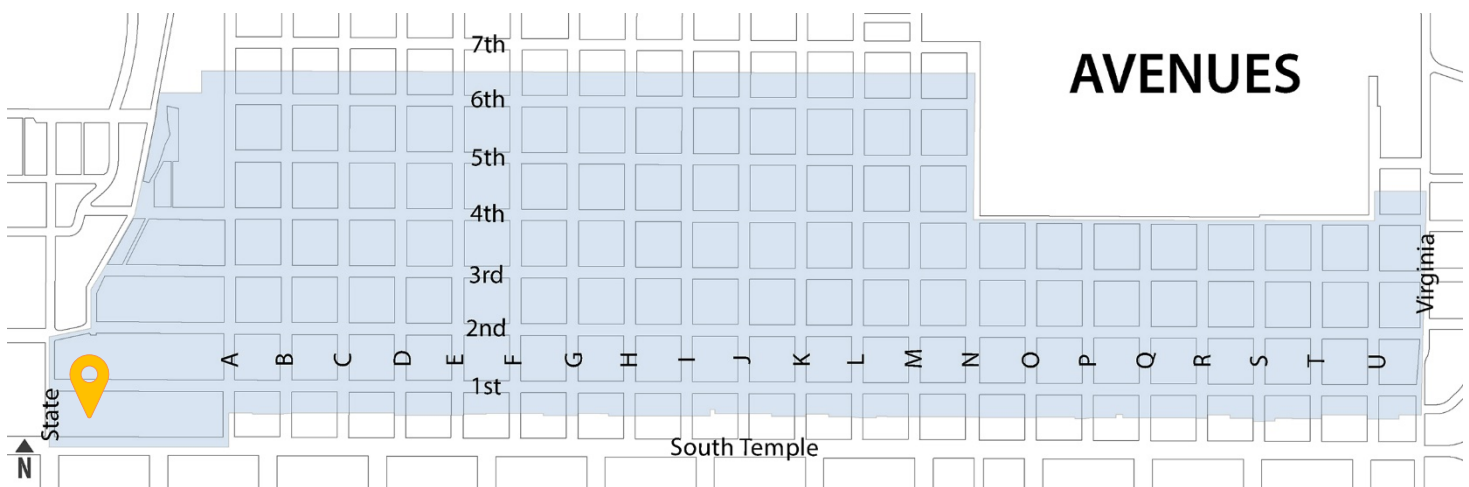 AVENUES
7th
6th
5th
4th
3rd
2nd
1st
A B C D E F G H I J K L M N O P Q R S T U
State
Virginia
South Temple
N